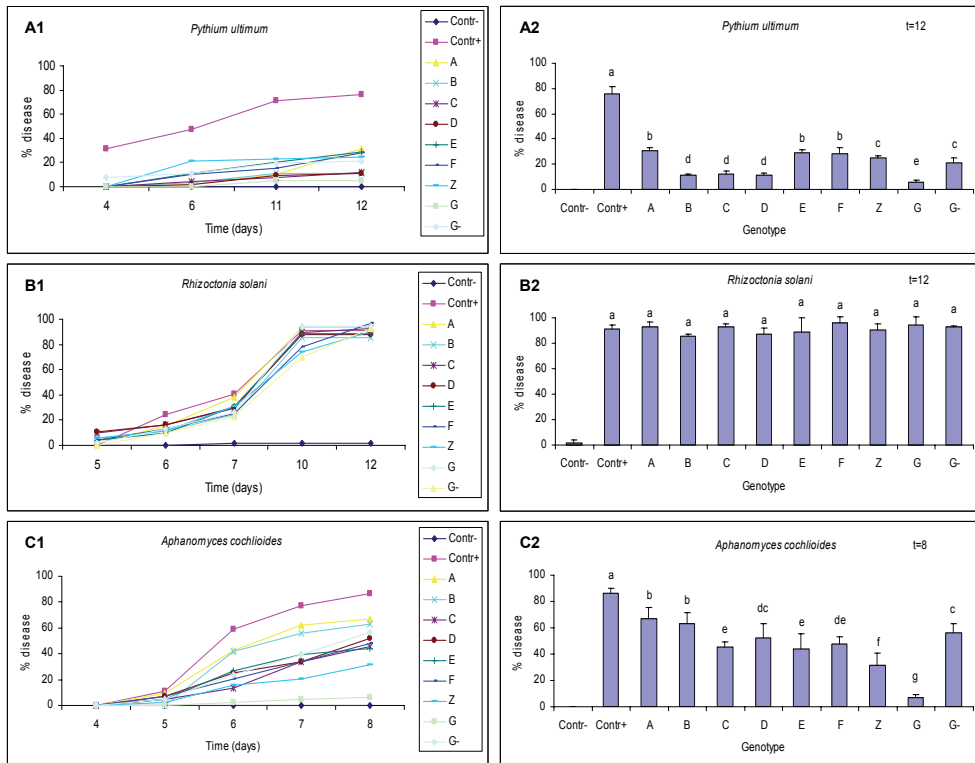 A1 Pythium ultimum
% disease
100
80
60
40
20
0
4 6 11 12
Time (days)
Contr-
Contr+
A
B
C
D
E
F
Z
G
G-
A2 Pythium ultimum t=12
% disease
100
80
60
40
20
0
a b d d d b b c e c
Contr- Contr+ A B C D E F Z G G-
Genotype
B1 Rhizoctonia solani
% disease
100
80
60
40
20
0
5 6 7 10 12
Time (days)
Contr-
Contr+
A
B
C
D
E
F
Z
G
G-
B2 Rhizoctonia solani t=12
% disease
100
80
60
40
20
0
a a a a a a a a a a
Contr- Contr+ A B C D E F Z G G-
Genotype
C1 Aphanomyces cochlioides
% disease
100
80
60
40
20
0
4 5 6 7 8
Time (days)
Contr-
Contr+
A
B
C
D
E
F
Z
G
G-
C2 Aphanomyces cochlioides t=8
% disease
100
80
60
40
20
0
a b b e dc e de f g c
Contr- Contr+ A B C D E F Z G G-
Genotype